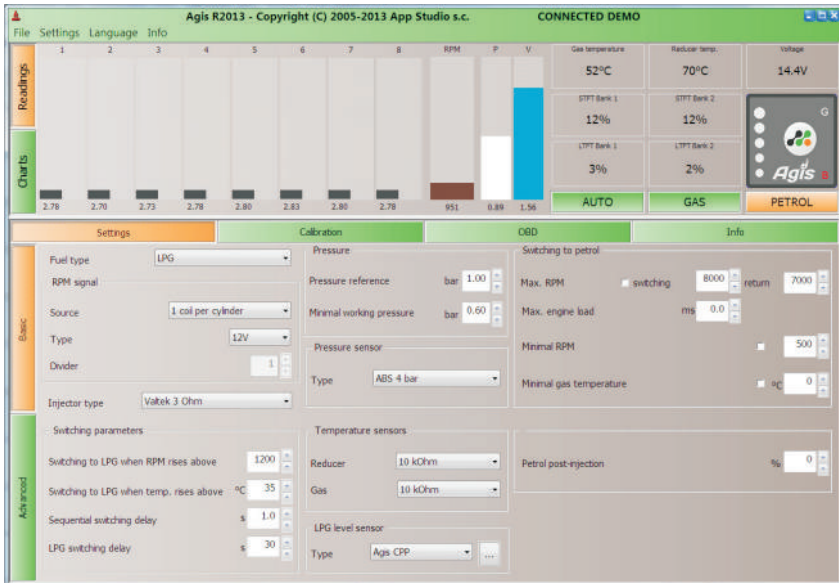 Agis R2013 - Copyright (C) 2005-2013 App Studio s.c. CONNECTED DEMO
File Settings Language Info
1 2 3 4 5 6 7 8 RPM P V
Readings
Charts
2.78 2.70 2.73 2.78 2.80 2.83 2.80 2.78 951 0.89 1.56
Gas temperature Reducer temp. Voltage
52°C 70°C 14.4V
STFT Bank 1 STFT Bank 2
12% 12%
LTFT Bank 1 LTFT Bank 2
3% 2%
G
Agis
B
AUTO GAS PETROL
Settings Calibration OBD Info
Basic
Advanced
Fuel type LPG
RPM signal
Source 1 coil per cylinder
Type 12V
Divider 1
Injector type Valtek 3 Ohm
Switching parameters
Switching to LPG when RPM rises above 1200
Switching to LPG when temp. rises above °C 35
Sequential switching delay s 1.0
LPG switching delay s 30
Pressure
Pressure reference bar 1.00
Minimal working pressure bar 0.60
Pressure sensor
Type ABS 4 bar
Temperature sensors
Reducer 10 kOhm
Gas 10 kOhm
LPG level sensor
Type Agis CPP ...
Switching to petrol
Max. RPM switching 8000 return 7000
Max. engine load ms 0.0
Minimal RPM 500
Minimal gas temperature °C 0
Petrol post-injection % 0